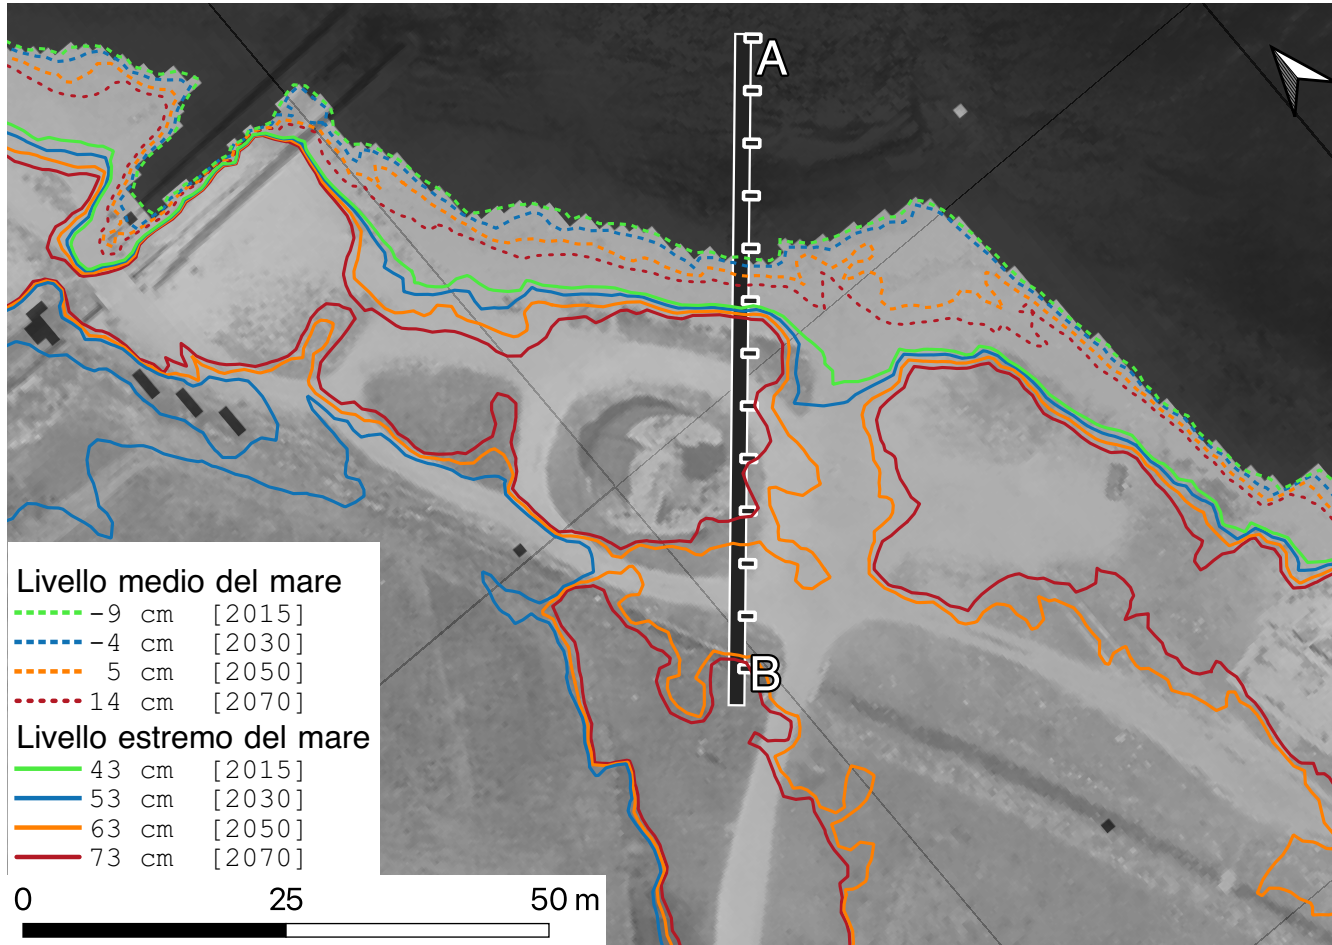 A
B
Livello medio del mare
-9 cm [2015]
-4 cm [2030]
5 cm [2050]
14 cm [2070]
Livello estremo del mare
43 cm [2015]
53 cm [2030]
63 cm [2050]
73 cm [2070]
0 25 50 m